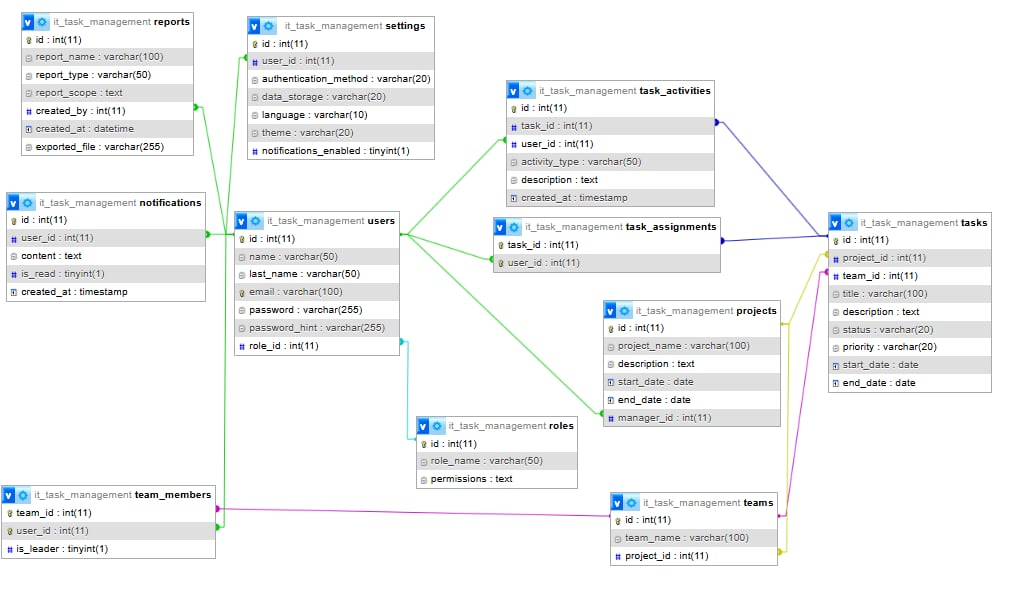 it_task_management reports
id : int(11)
report_name : varchar(100)
report_type : varchar(50)
report_scope : text
created_by : int(11)
created_at : datetime
exported_file : varchar(255)
it_task_management settings
id : int(11)
user_id : int(11)
authentication_method : varchar(20)
data_storage : varchar(20)
language : varchar(10)
theme : varchar(20)
notifications_enabled : tinyint(1)
it_task_management task_activities
id : int(11)
task_id : int(11)
user_id : int(11)
activity_type : varchar(50)
description : text
created_at : timestamp
it_task_management notifications
id : int(11)
user_id : int(11)
content : text
is_read : tinyint(1)
created_at : timestamp
it_task_management users
id : int(11)
name : varchar(50)
last_name : varchar(50)
email : varchar(100)
password : varchar(255)
password_hint : varchar(255)
role_id : int(11)
it_task_management task_assignments
task_id : int(11)
user_id : int(11)
it_task_management tasks
id : int(11)
project_id : int(11)
team_id : int(11)
title : varchar(100)
description : text
status : varchar(20)
priority : varchar(20)
start_date : date
end_date : date
it_task_management projects
id : int(11)
project_name : varchar(100)
description : text
start_date : date
end_date : date
manager_id : int(11)
it_task_management roles
id : int(11)
role_name : varchar(50)
permissions : text
it_task_management team_members
team_id : int(11)
user_id : int(11)
is_leader : tinyint(1)
it_task_management teams
id : int(11)
team_name : varchar(100)
project_id : int(11)